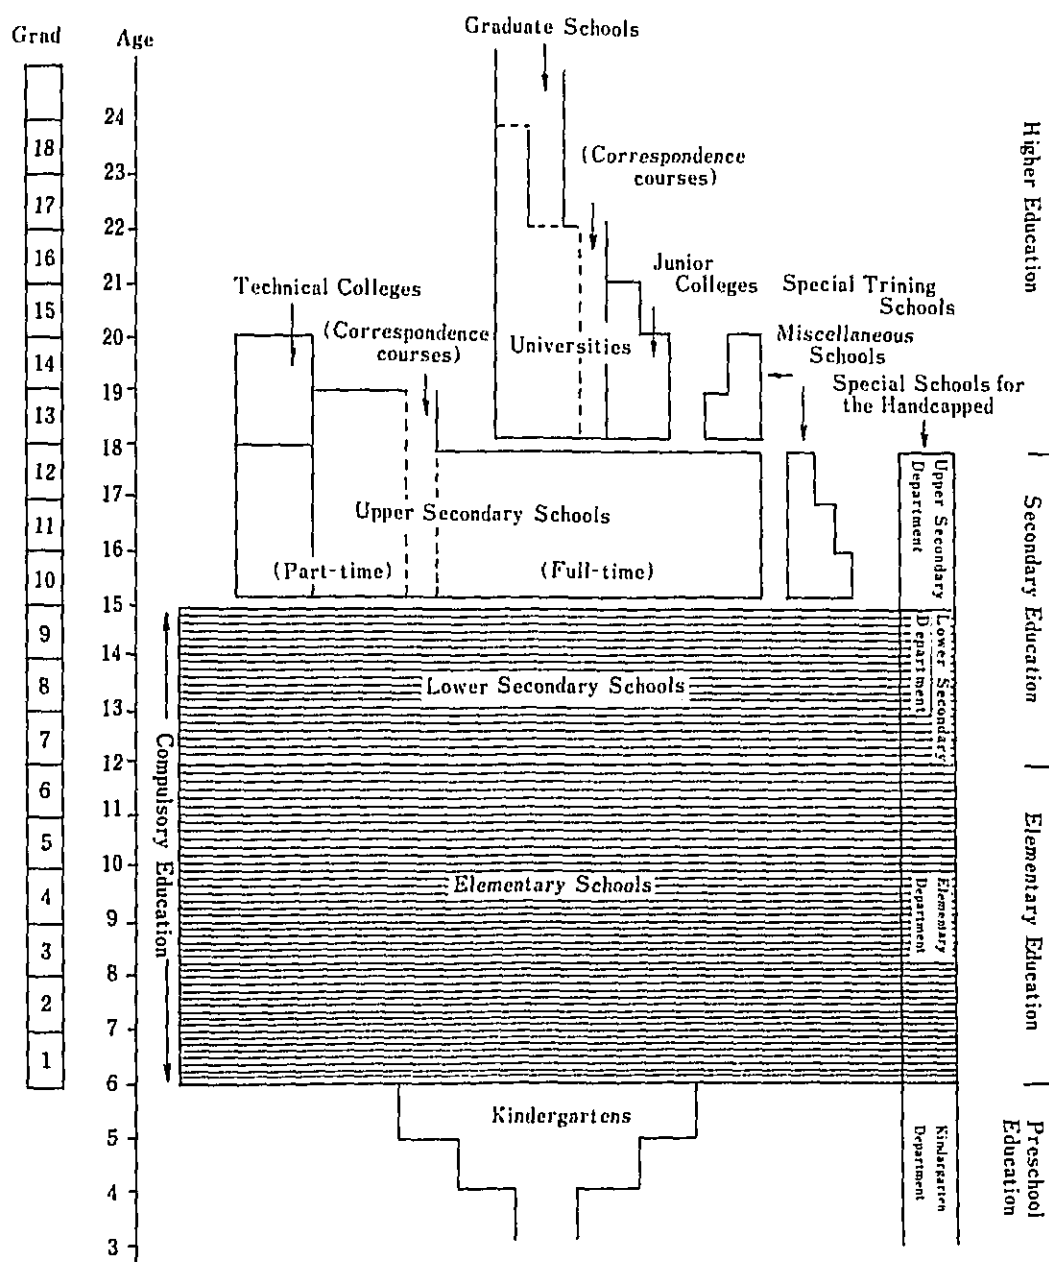 Grad
Age
Graduate Schools
24
18
23
17
22
16
21
15
20
14
19
13
18
12
17
11
16
10
15
9
14
8
13
7
12
6
11
5
10
4
9
3
8
2
7
1
6
5
4
3
(Correspondence
courses)
Junior
Colleges
Special Trining
Schools
Technical Colleges
(Correspondence
courses)
Universities
Miscellaneous
Schools
Special Schools for
the Handcapped
Upper Secondary Schools
(Part-time)
(Full-time)
Upper Secondary
Department
Lower Secondary Schools
Lower Secondary
Department
Compulsory Education
Elementary Schools
Elementary
Department
Kindergartens
Kindargarten
Department
Higher Education
Secondary Education
Elementary Education
Preschool
Education